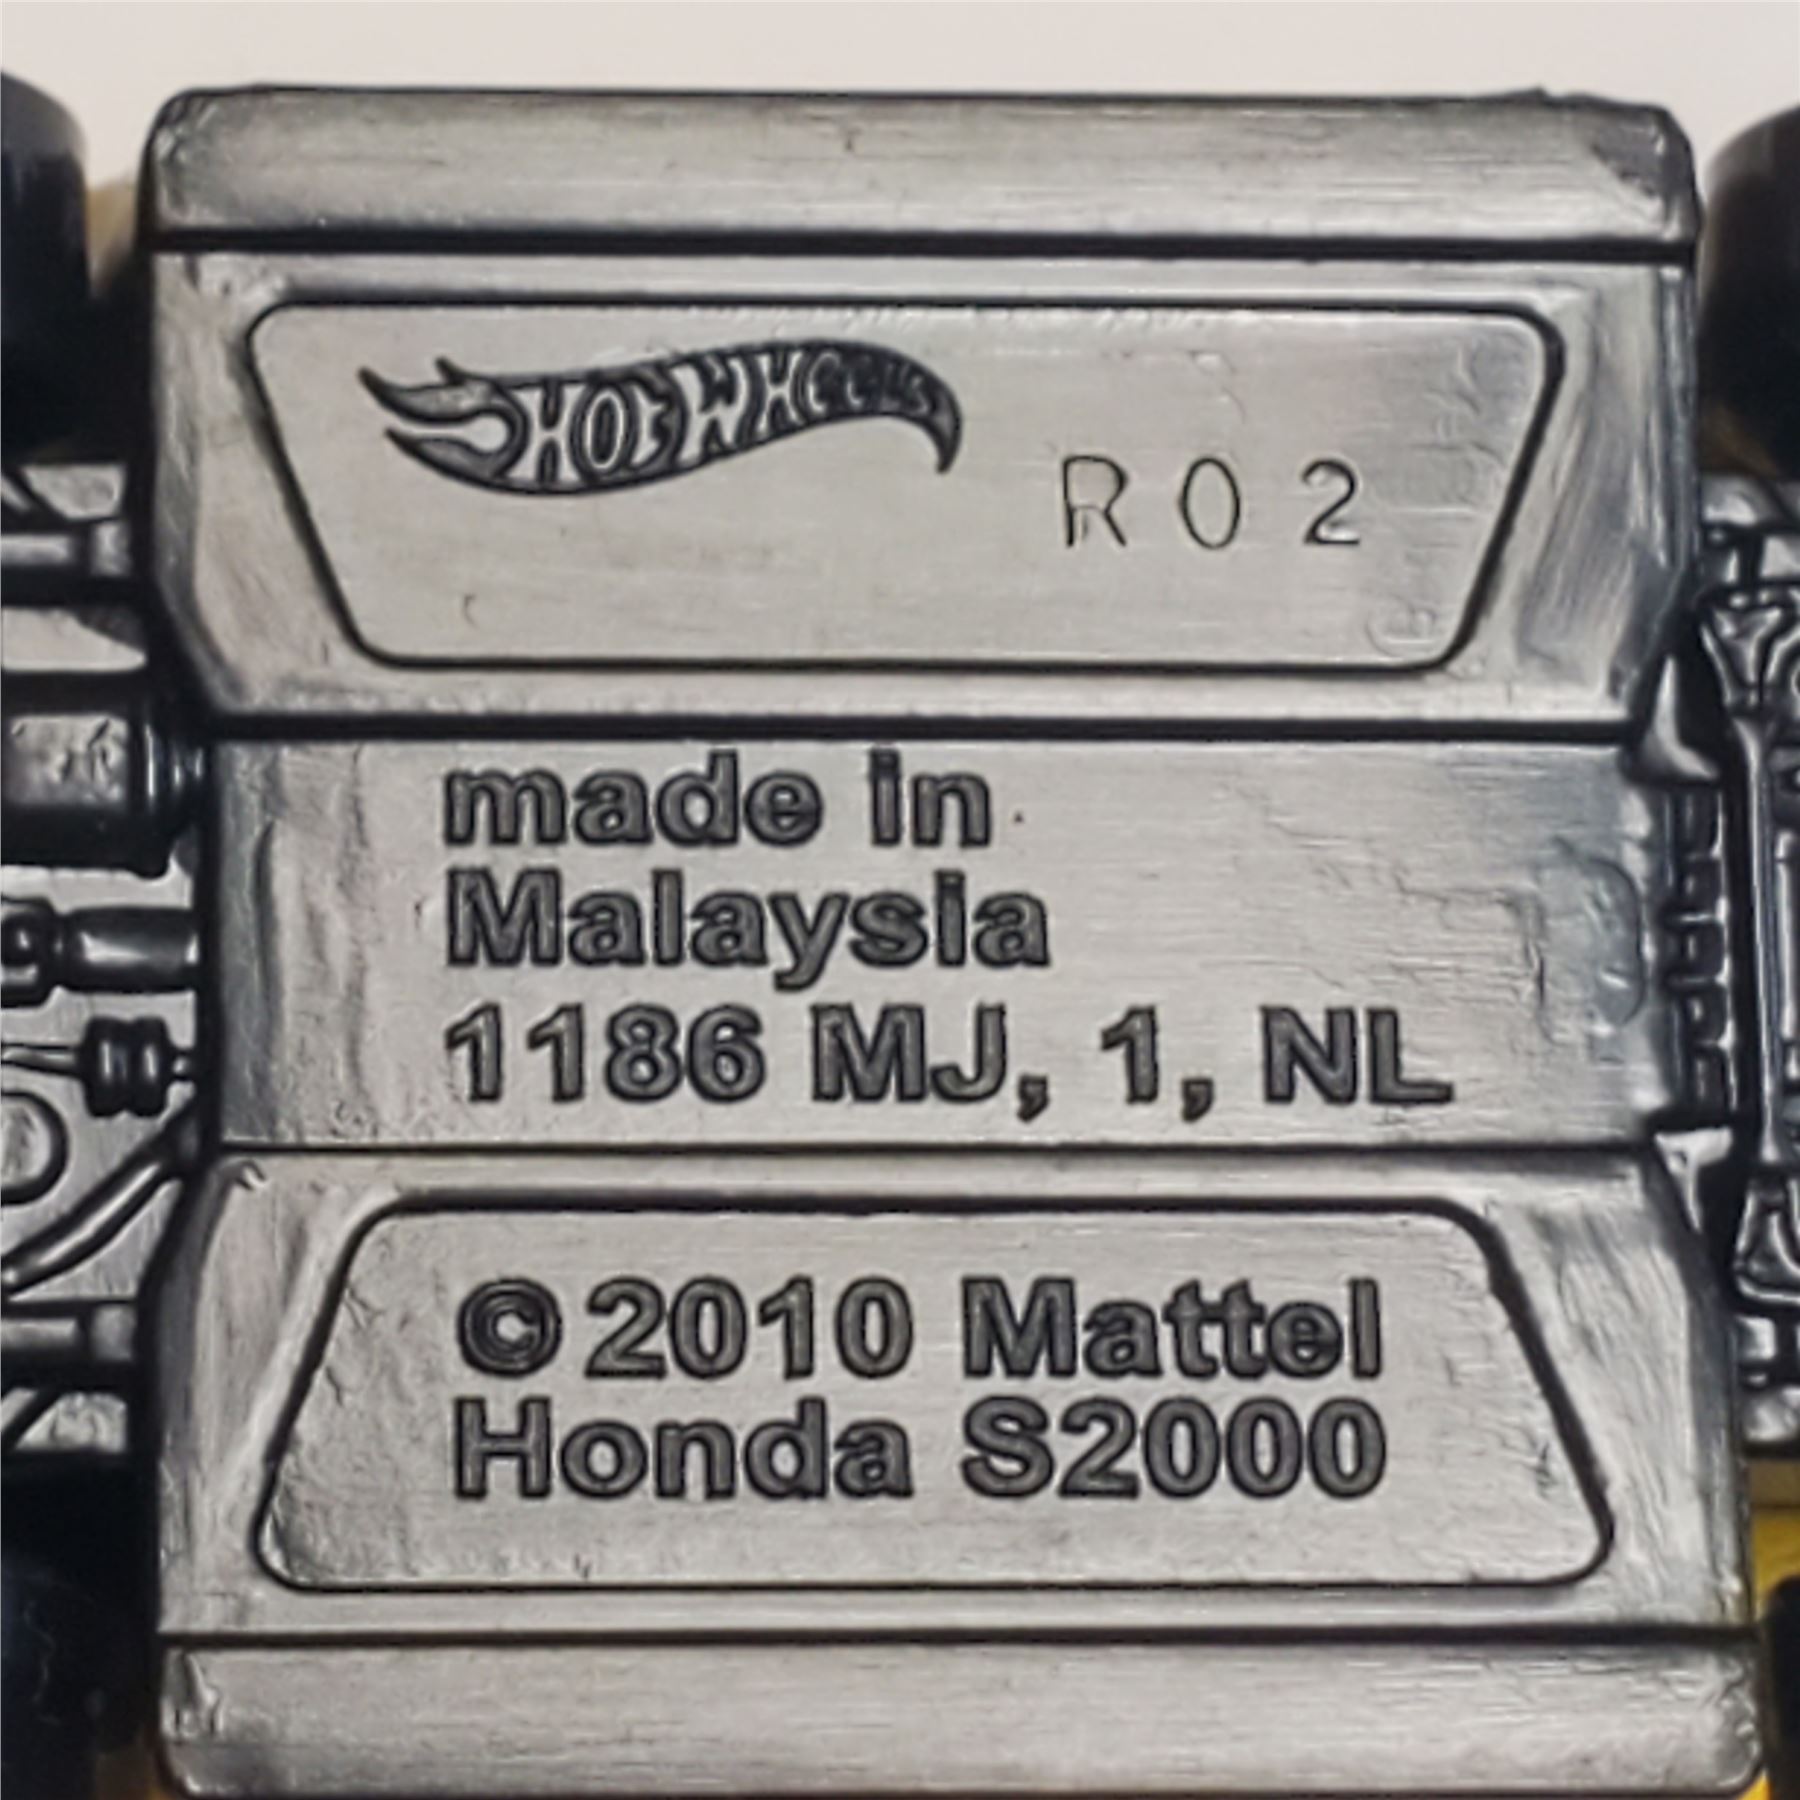 HOT WHEELS
R02
made in
Malaysia
1186 MJ, 1, NL
©2010 Mattel
Honda S2000